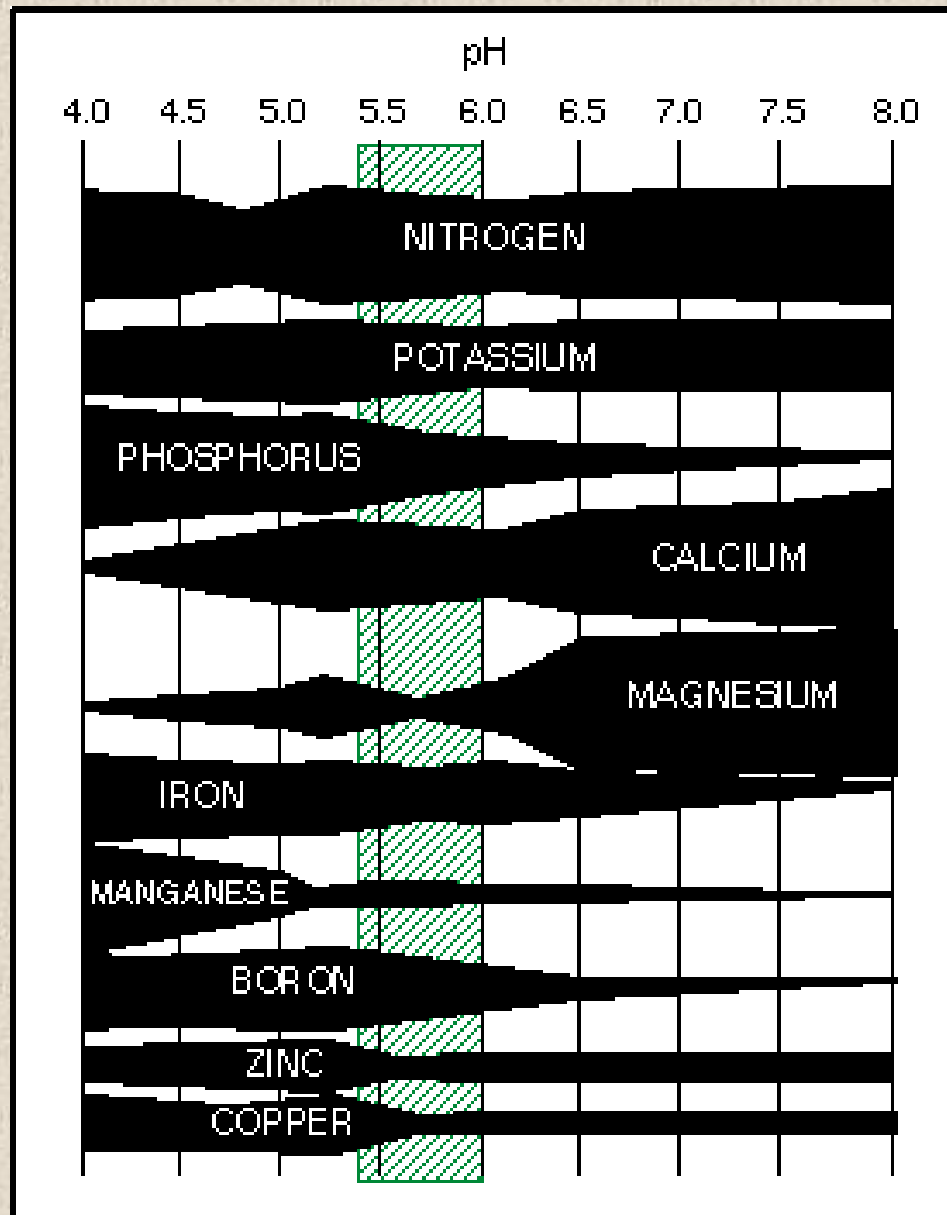 pH
4.0 4.5 5.0 5.5 6.0 6.5 7.0 7.5 8.0
NITROGEN
POTASSIUM
PHOSPHORUS
CALCIUM
MAGNESIUM
IRON
MANGANESE
BORON
ZINC
COPPER